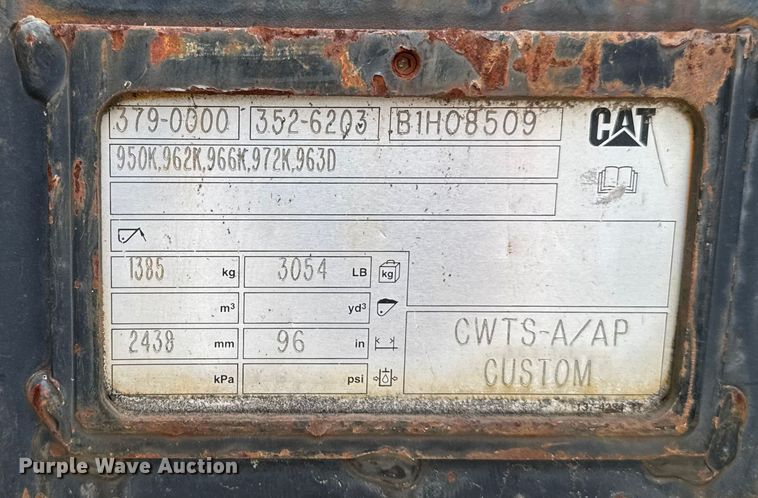 379-0000 352-6203 B1H08509 CAT
950K,962K,966K,972K,963D
1385 kg 3054 LB kg
m³ yd³
2438 mm 96 in
kPa psi
CWTS-A/AP
CUSTOM
Purple Wave Auction